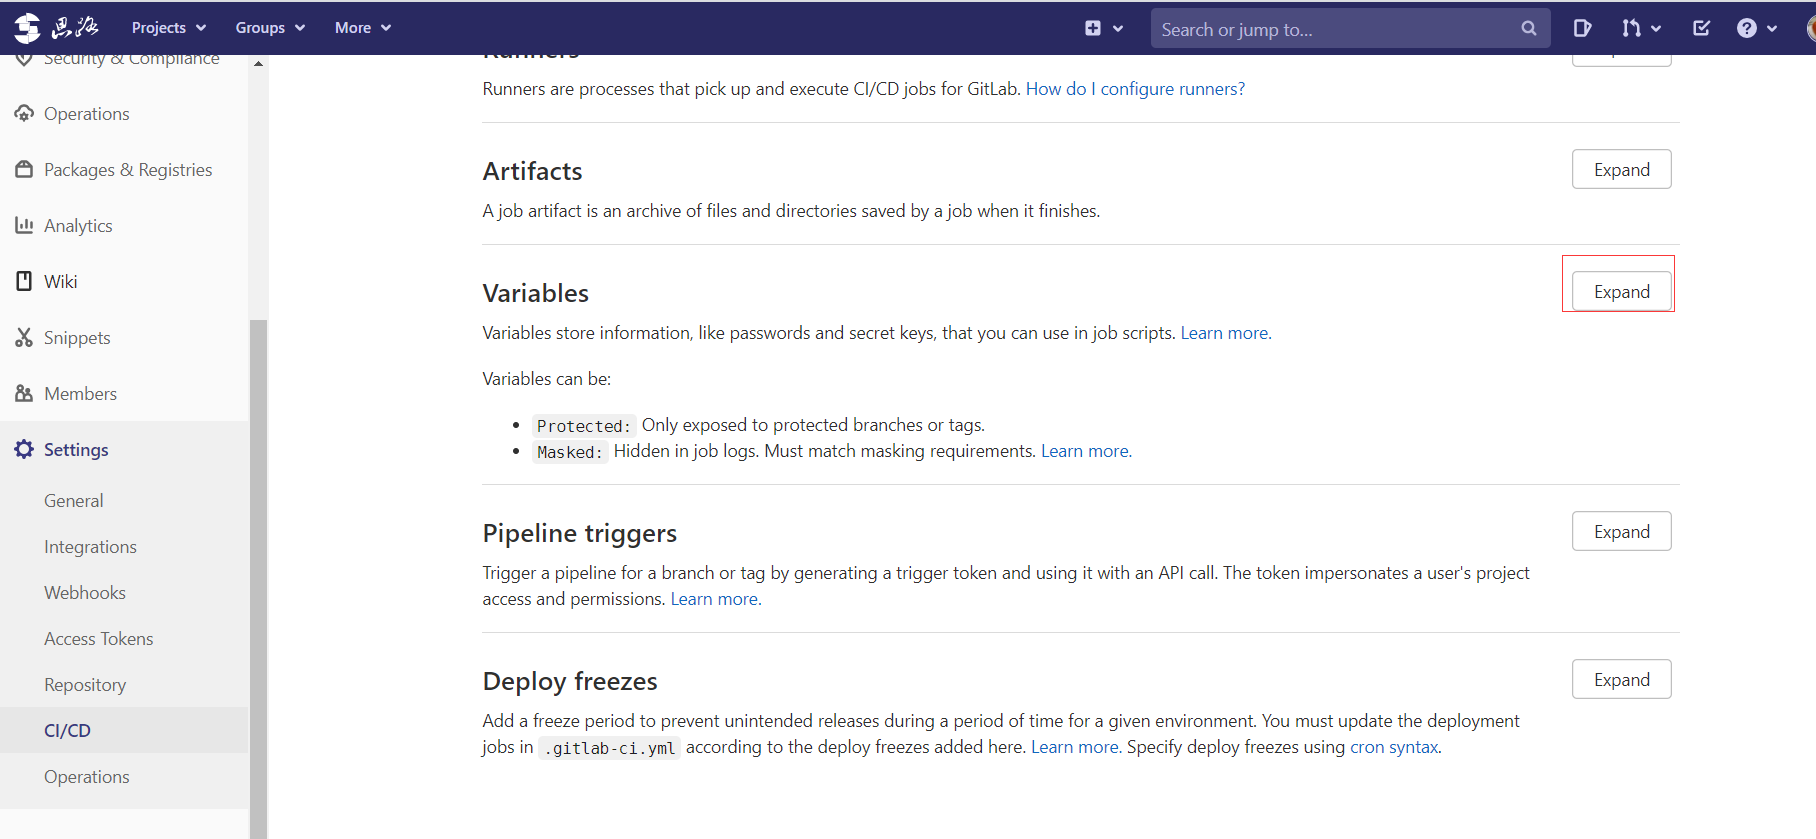 思路 Projects Groups More Search or jump to...
Security & Compliance
Operations
Packages & Registries
Analytics
Wiki
Snippets
Members
Settings
General
Integrations
Webhooks
Access Tokens
Repository
CI/CD
Operations
Runners
Runners are processes that pick up and execute CI/CD jobs for GitLab. How do I configure runners?
Artifacts
Expand
A job artifact is an archive of files and directories saved by a job when it finishes.
Variables
Expand
Variables store information, like passwords and secret keys, that you can use in job scripts. Learn more.
Variables can be:
Protected: Only exposed to protected branches or tags.
Masked: Hidden in job logs. Must match masking requirements. Learn more.
Pipeline triggers
Expand
Trigger a pipeline for a branch or tag by generating a trigger token and using it with an API call. The token impersonates a user's project
access and permissions. Learn more.
Deploy freezes
Expand
Add a freeze period to prevent unintended releases during a period of time for a given environment. You must update the deployment
jobs in .gitlab-ci.yml according to the deploy freezes added here. Learn more. Specify deploy freezes using cron syntax.